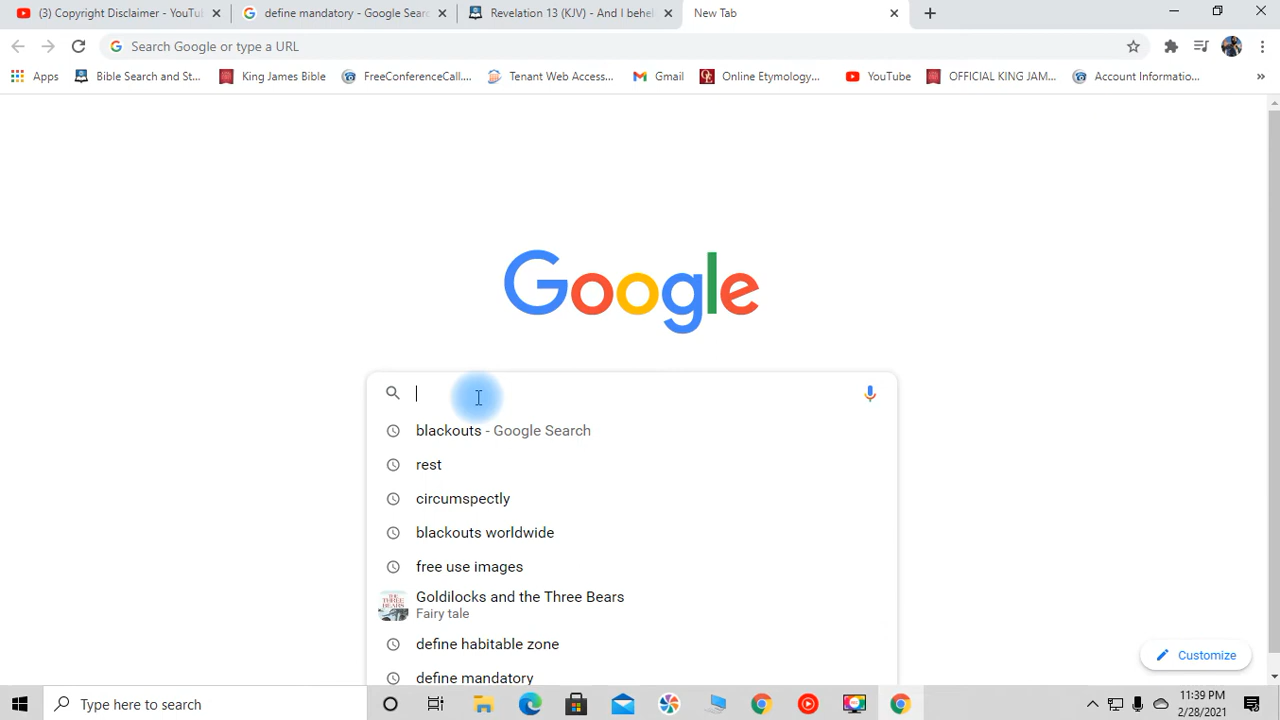 (3) Copyright Disclaimer - YouTu
define mandatory - Google Sear
Revelation 13 (KJV) - And I behel
New Tab
Search Google or type a URL
Apps
Bible Search and St...
King James Bible
FreeConferenceCall....
Tenant Web Access...
Gmail
Online Etymology...
YouTube
OFFICIAL KING JAM...
Account Informatio...
»
Google
blackouts - Google Search
rest
circumspectly
blackouts worldwide
free use images
Goldilocks and the Three Bears
Fairy tale
define habitable zone
define mandatory
Customize
Type here to search
11:39 PM
2/28/2021